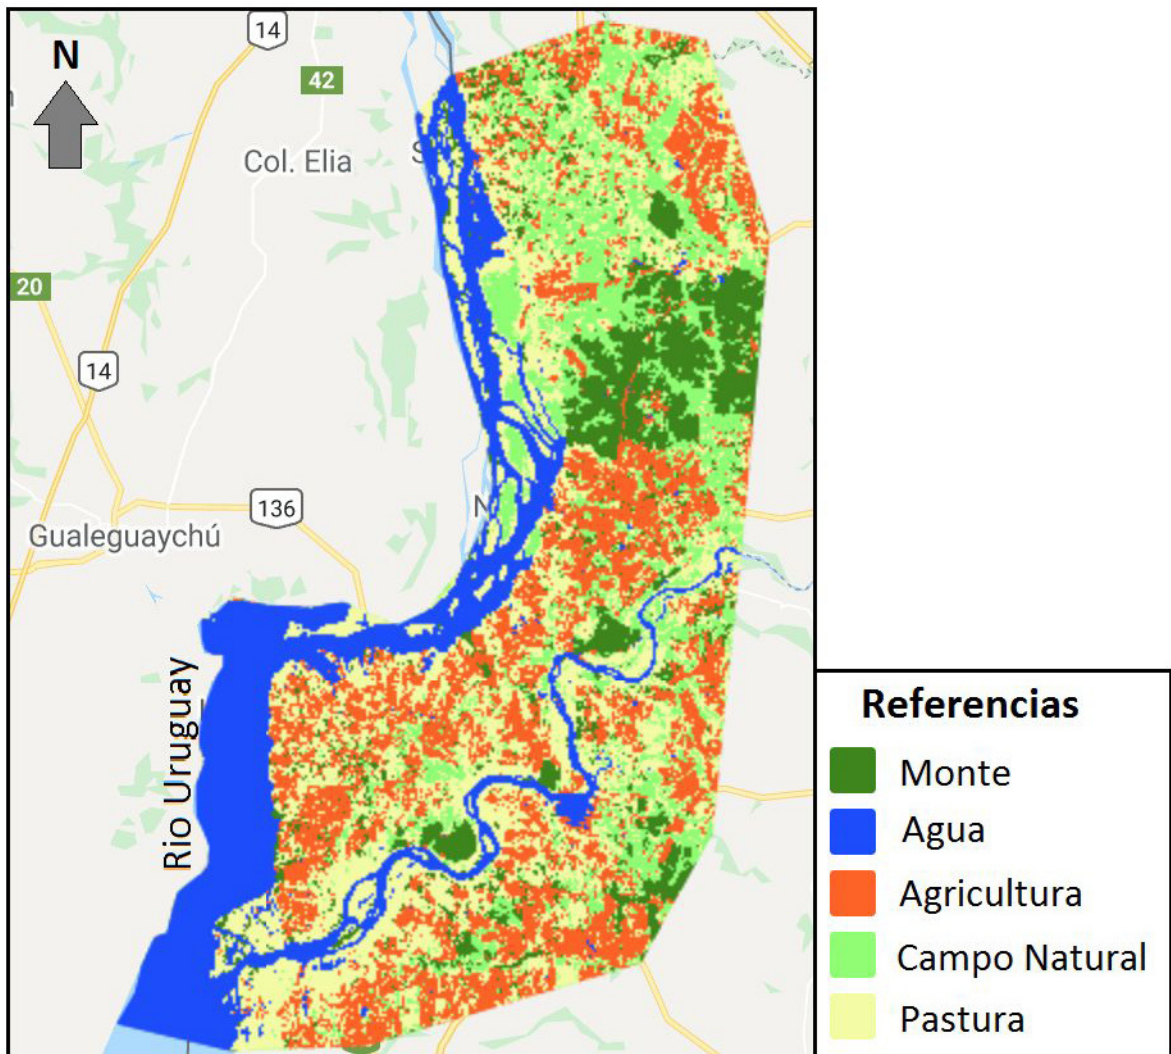 14
N
42
Col. Elia
S
20
14
136
N
Gualeguaychú
Rio Uruguay
Referencias
Monte
Agua
Agricultura
Campo Natural
Pastura